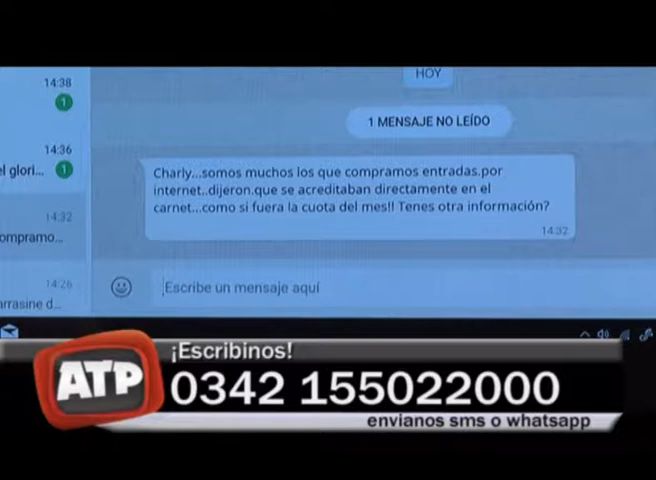 14:38
1
14:36
el glori...
1
14:32
ompramo...
14:26
arrasine d...
HOY
1 MENSAJE NO LEÍDO
Charly...somos muchos los que compramos entradas.por
internet..dijeron.que se acreditaban directamente en el
carnet...como si fuera la cuota del mes!! Tenes otra información?
14:32
Escribe un mensaje aquí
ATP
¡Escribinos!
0342 155022000
envianos sms o whatsapp